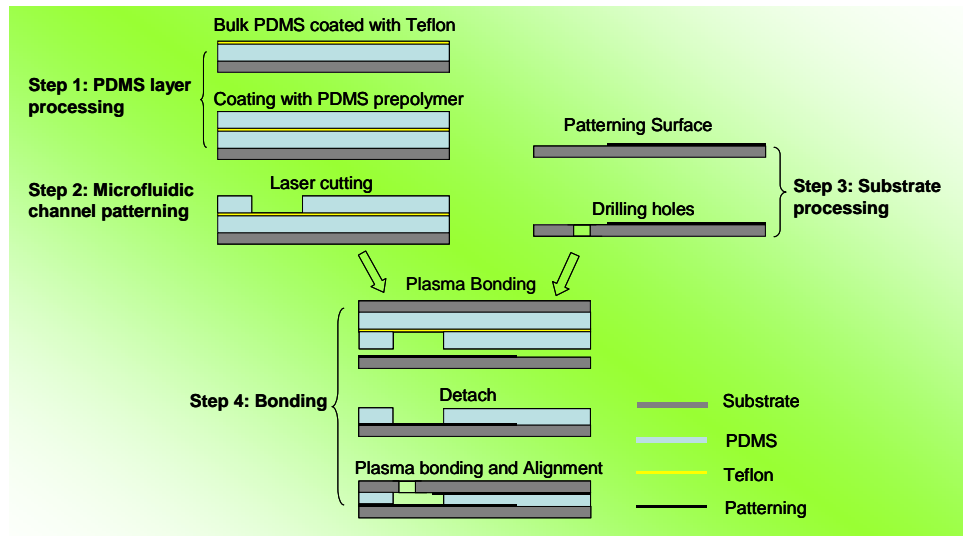 Bulk PDMS coated with Teflon
Step 1: PDMS layer
processing
Coating with PDMS prepolymer
Step 2: Microfluidic
channel patterning
Laser cutting
Patterning Surface
Step 3: Substrate
processing
Drilling holes
Plasma Bonding
Step 4: Bonding
Detach
Plasma bonding and Alignment
Substrate
PDMS
Teflon
Patterning